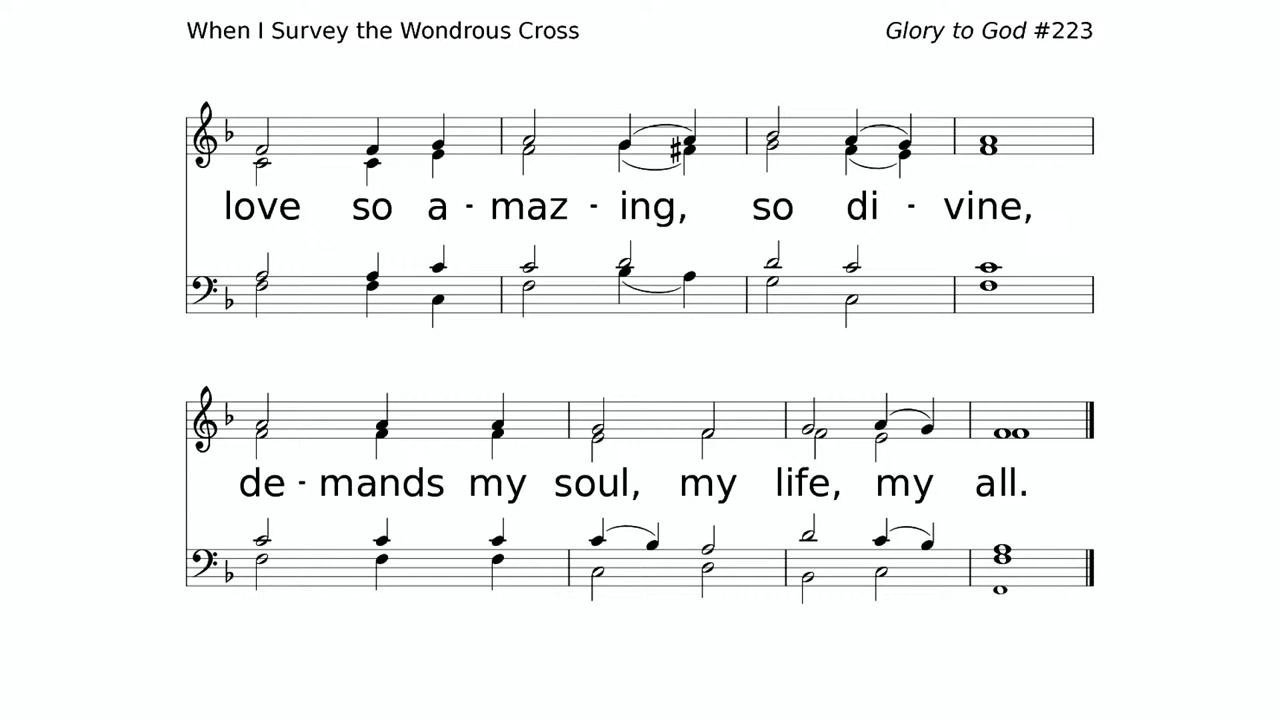 When I Survey the Wondrous Cross
Glory to God #223
love so a - maz - ing, so di - vine,
de - mands my soul, my life, my all.